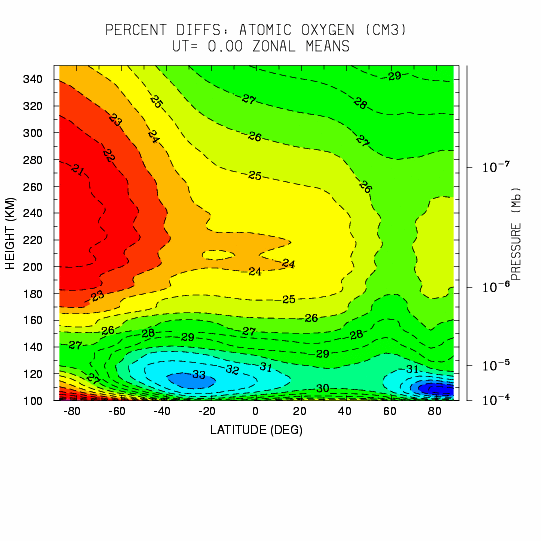 PERCENT DIFFS: ATOMIC OXYGEN (CM3)
UT= 0.00 ZONAL MEANS
HEIGHT (KM)
340
320
300
280
260
240
220
200
180
160
140
120
100
-80 -60 -40 -20 0 20 40 60 80
LATITUDE (DEG)
10⁻⁷
10⁻⁶
10⁻⁵
10⁻⁴
PRESSURE (Mb)
29
25 27 28
23 24 26 27
22
21 25 26
24 24
23 25
26
26 28 29 27 28
27 29
33 32 31 31
30